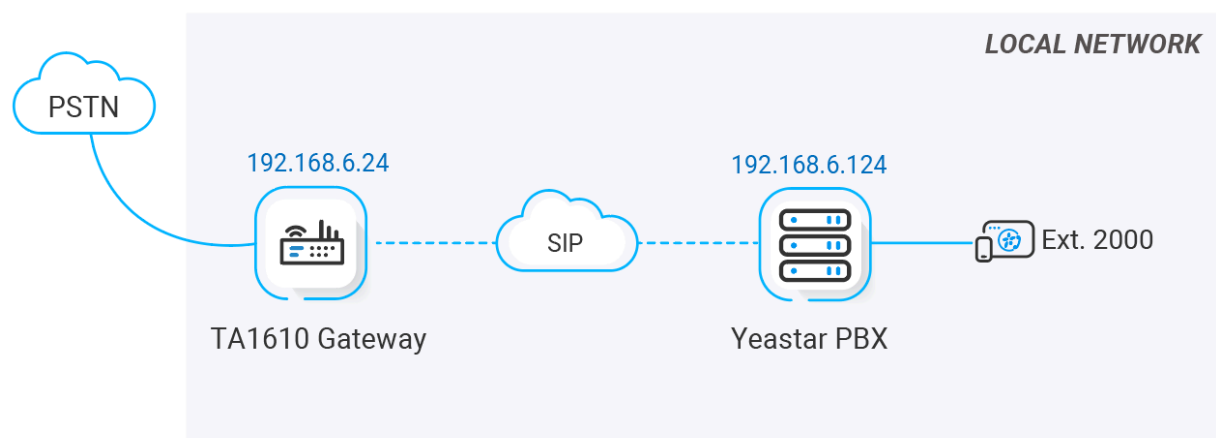 LOCAL NETWORK
PSTN
192.168.6.24
192.168.6.124
SIP
Ext. 2000
TA1610 Gateway
Yeastar PBX